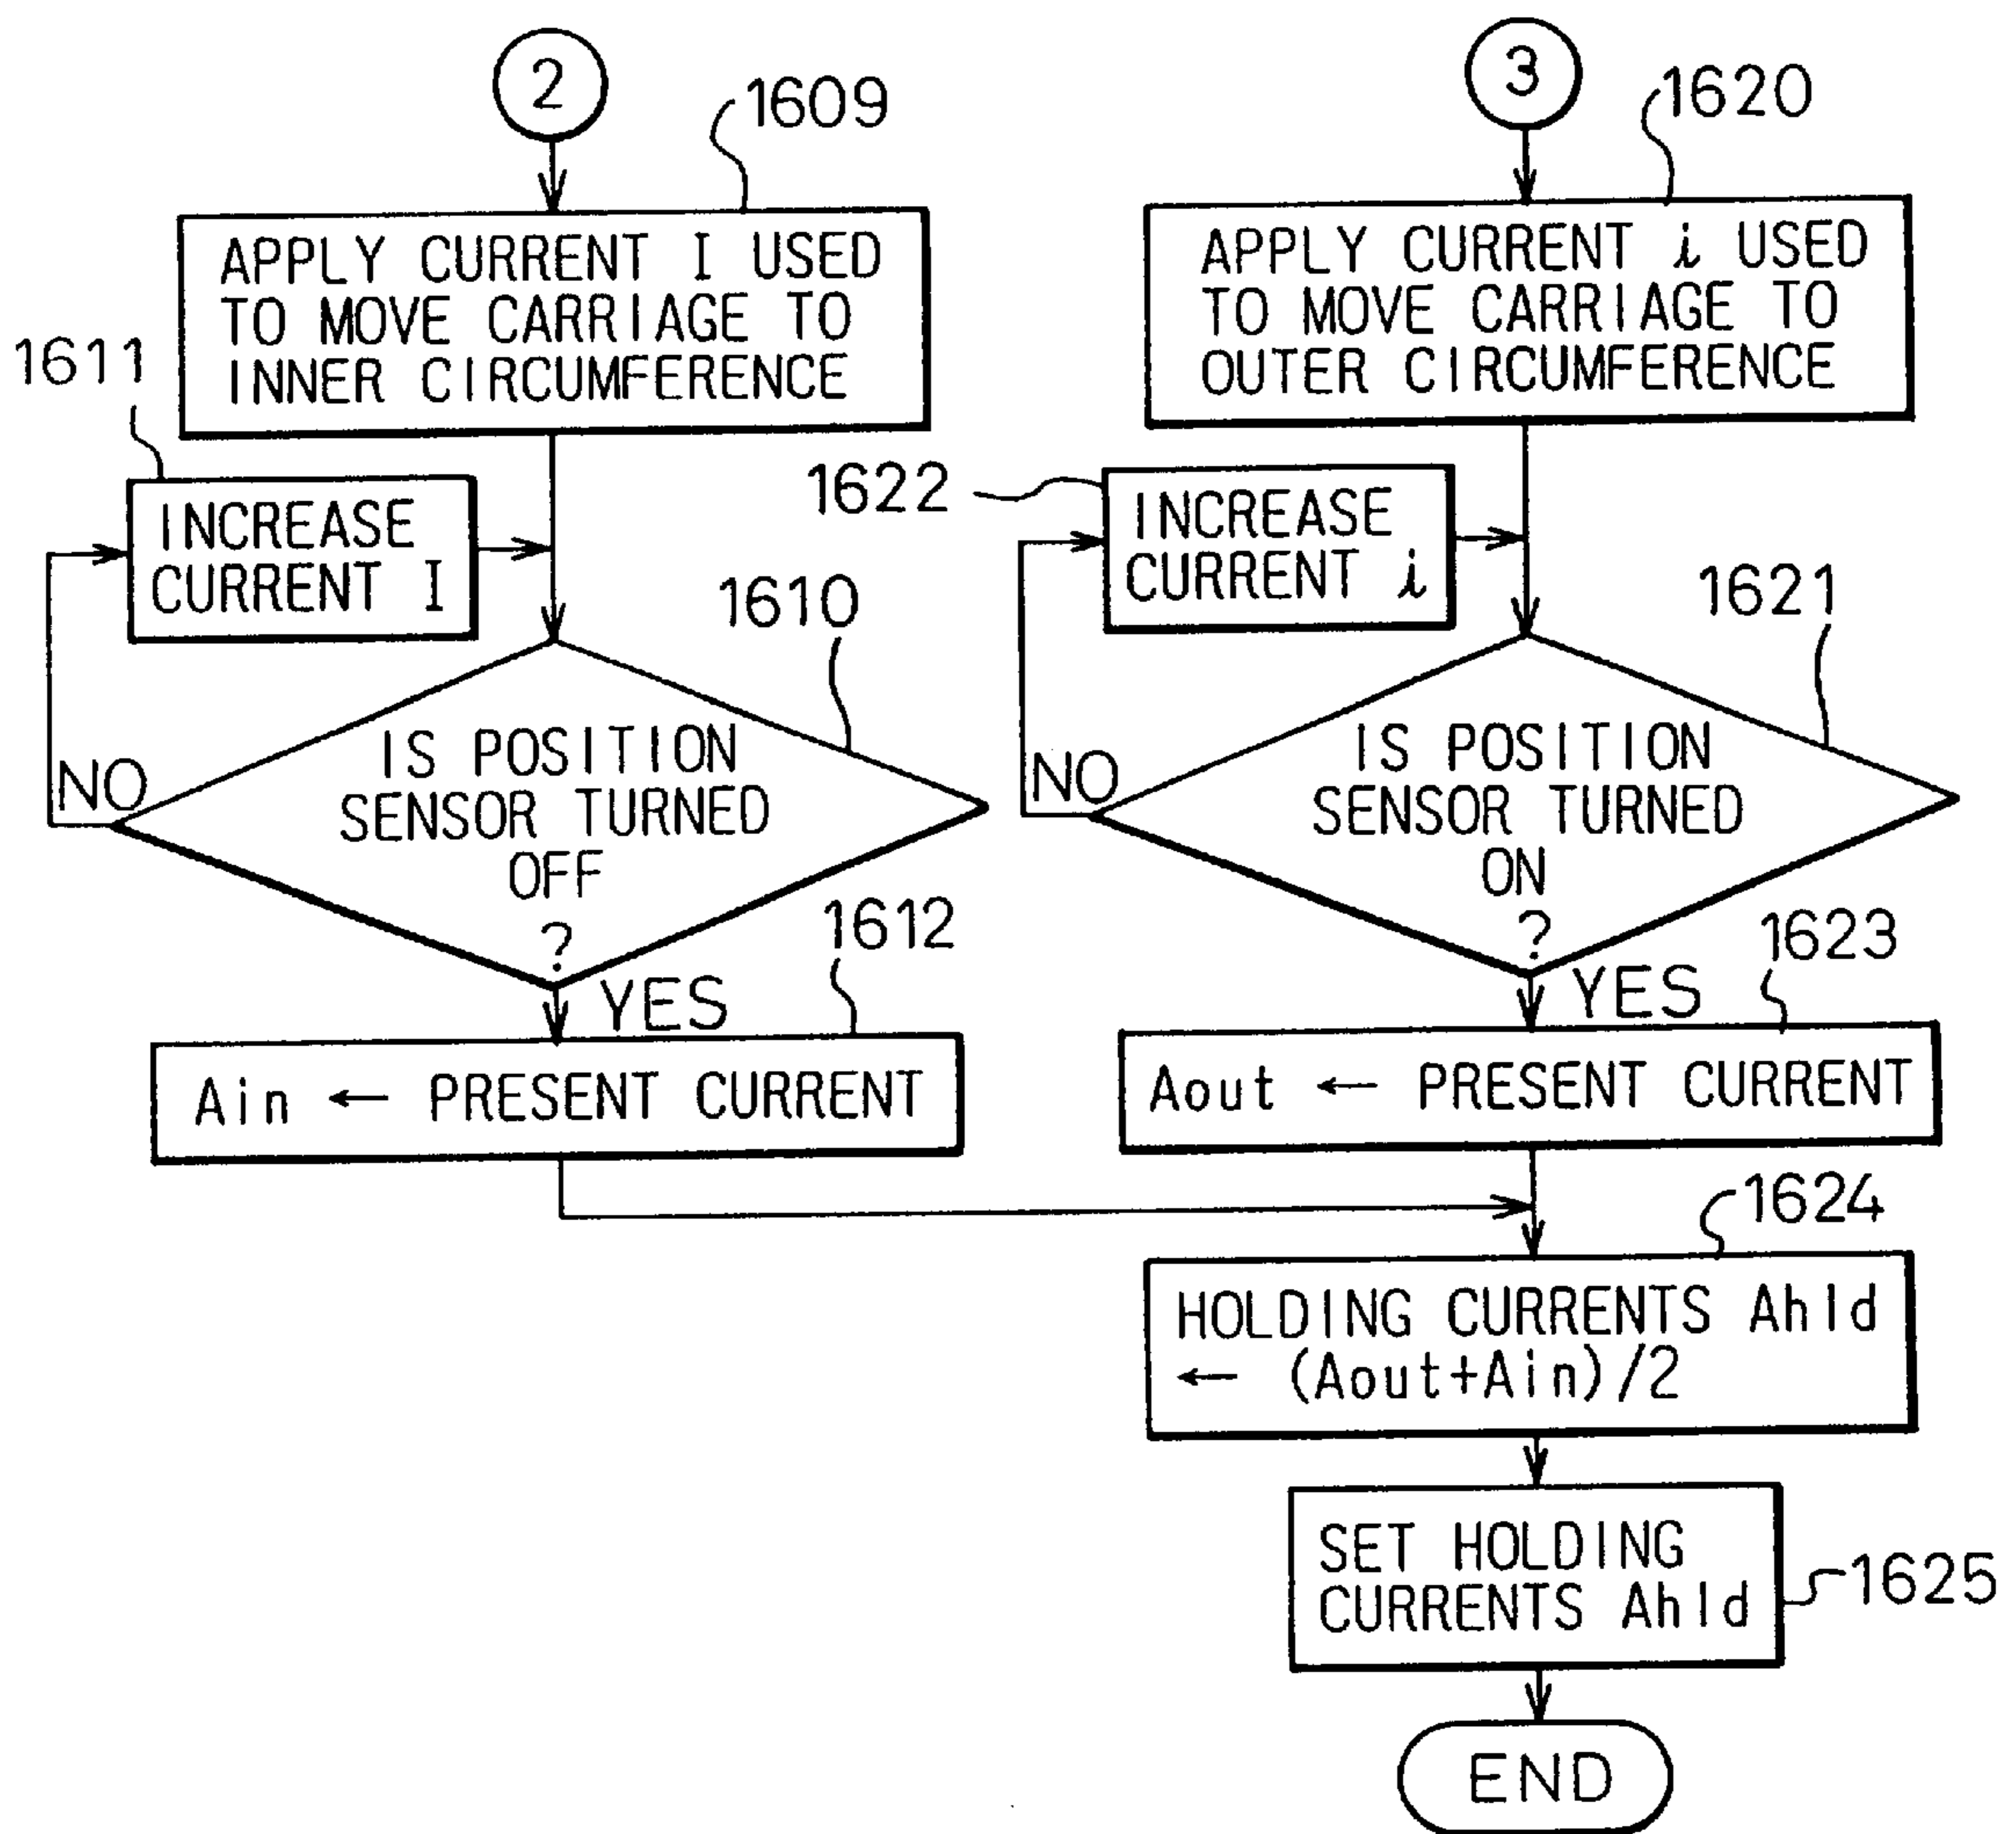 2
1609
APPLY CURRENT I USED
TO MOVE CARRIAGE TO
INNER CIRCUMFERENCE
1611
INCREASE
CURRENT I
1610
IS POSITION
SENSOR TURNED
OFF
?
NO
YES
1612
Ain ← PRESENT CURRENT
3
1620
APPLY CURRENT i USED
TO MOVE CARRIAGE TO
OUTER CIRCUMFERENCE
1622
INCREASE
CURRENT i
1621
IS POSITION
SENSOR TURNED
ON
?
NO
YES
1623
Aout ← PRESENT CURRENT
1624
HOLDING CURRENTS Ahld
← (Aout+Ain)/2
SET HOLDING
CURRENTS Ahld
1625
END